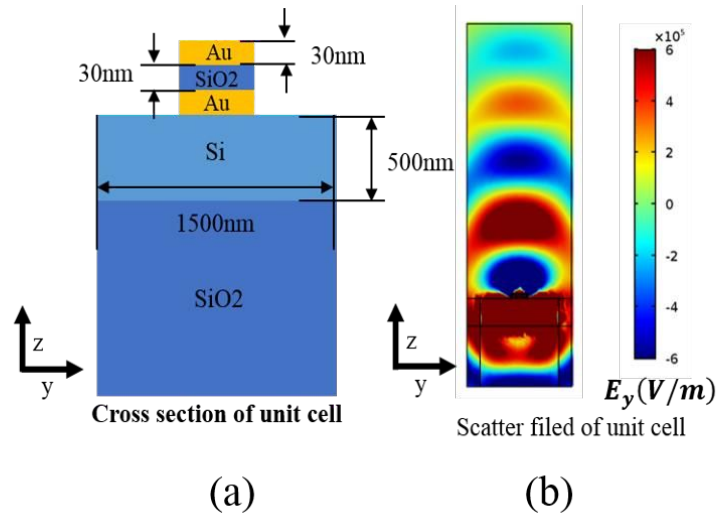 Au
30nm
30nm
SiO2
Au
Si
500nm
1500nm
SiO2
z
y
Cross section of unit cell
(a)
×10⁵
6
4
2
0
-2
-4
-6
z
y
E_y(V/m)
Scatter filed of unit cell
(b)